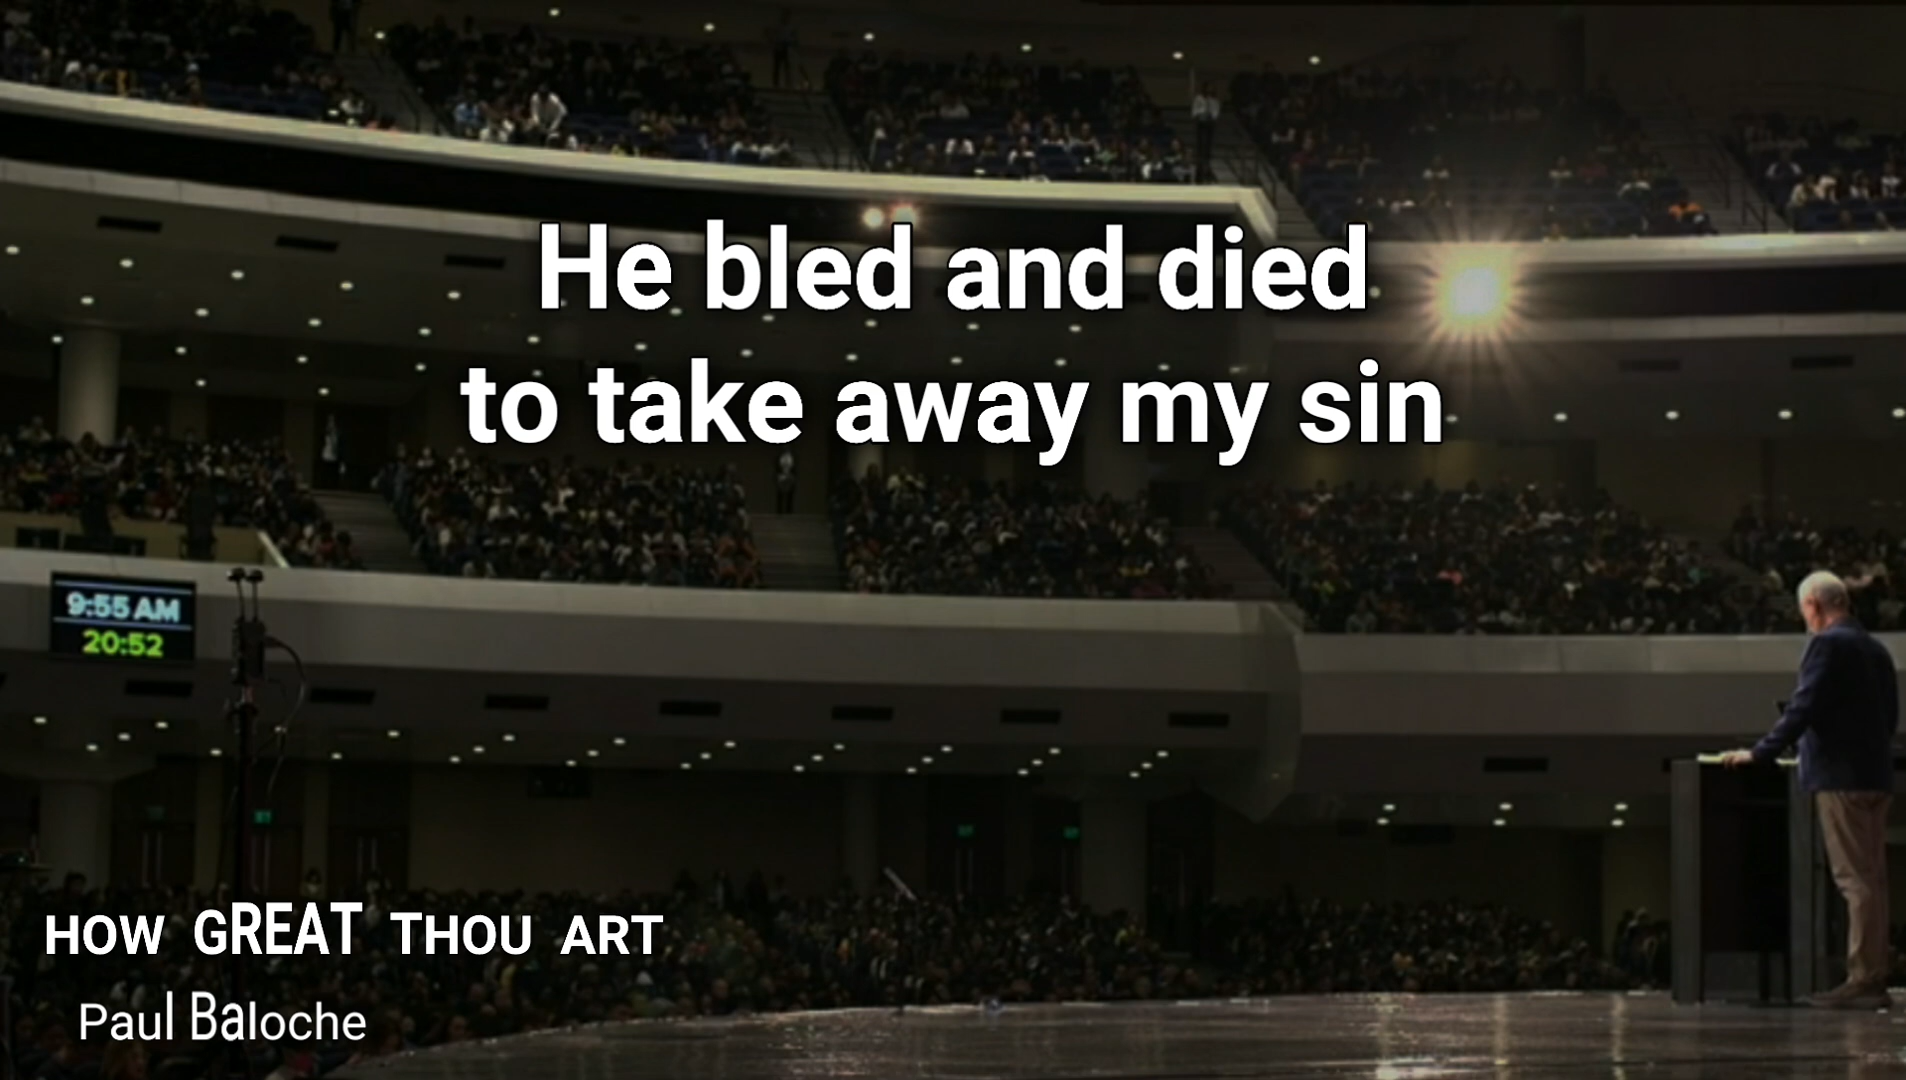 He bled and died
to take away my sin
9:55 AM
20:52
HOW GREAT THOU ART
Paul Baloche